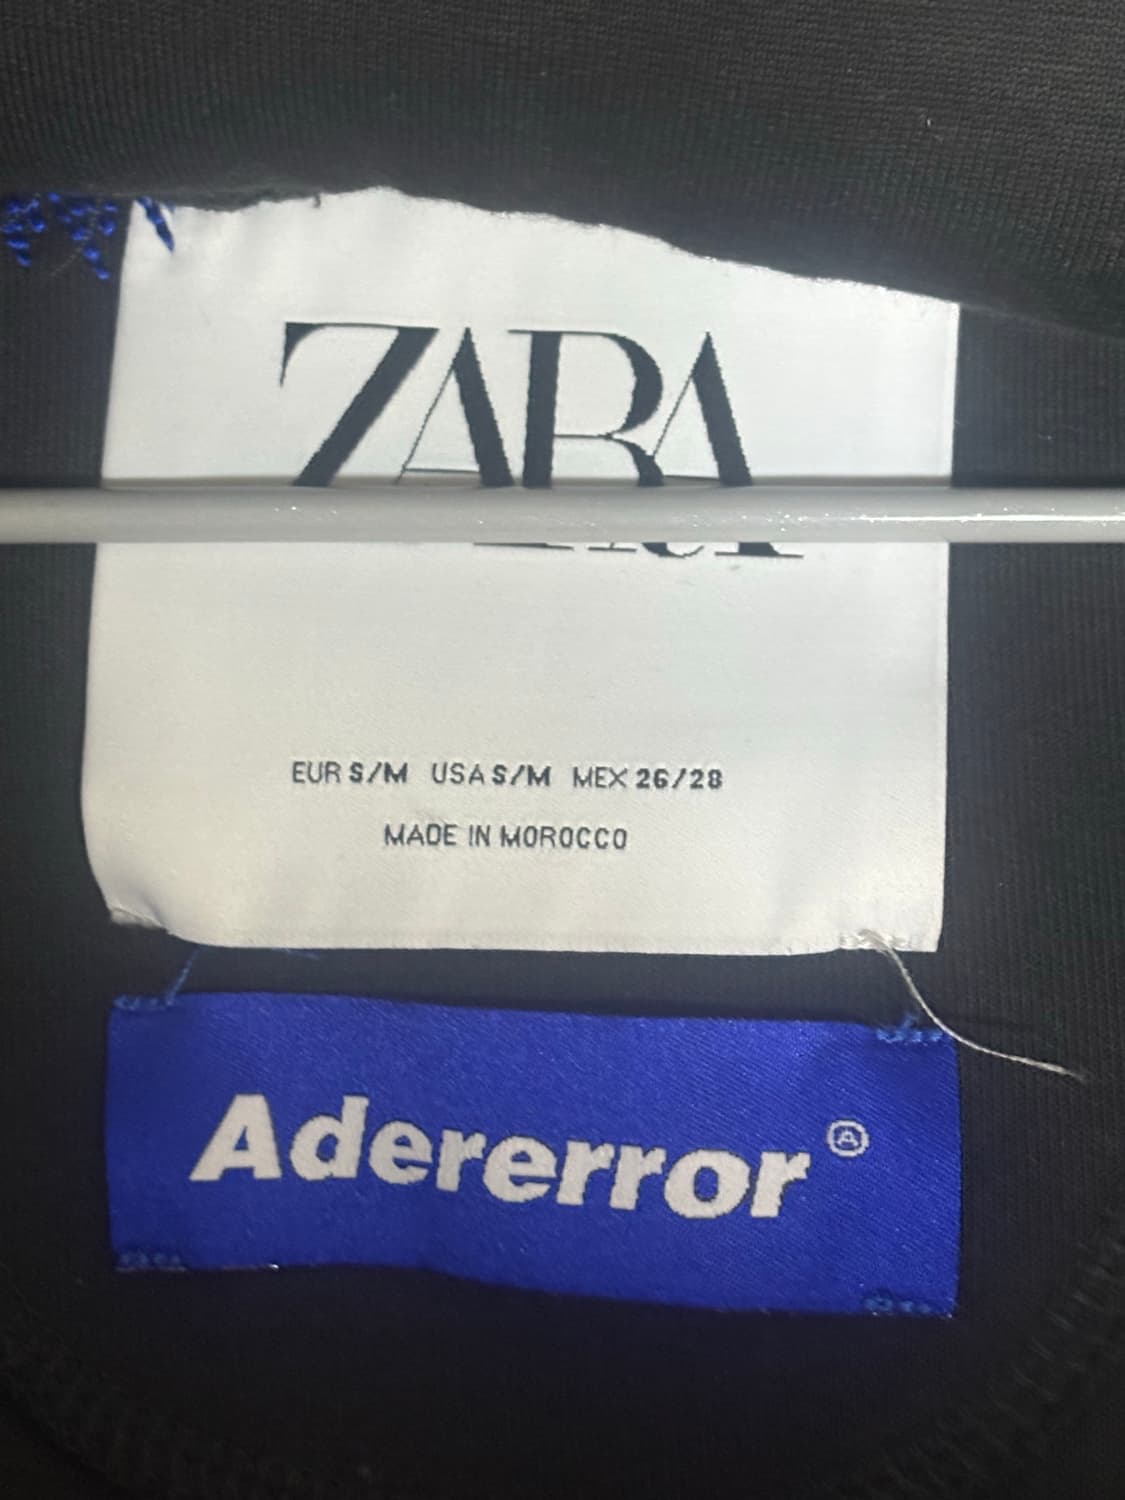 ZARA
EUR S/M USA S/M MEX 26/28
MADE IN MOROCCO
Adererror Ⓐ